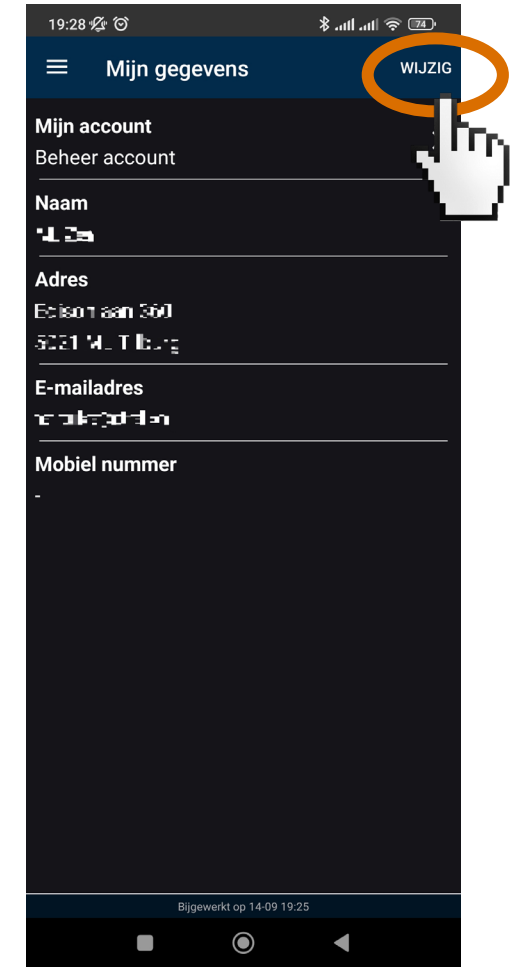 19:28
74
Mijn gegevens
WIJZIG
Mijn account
Beheer account
Naam
Adres
E-mailadres
Mobiel nummer
-
Bijgewerkt op 14-09 19:25